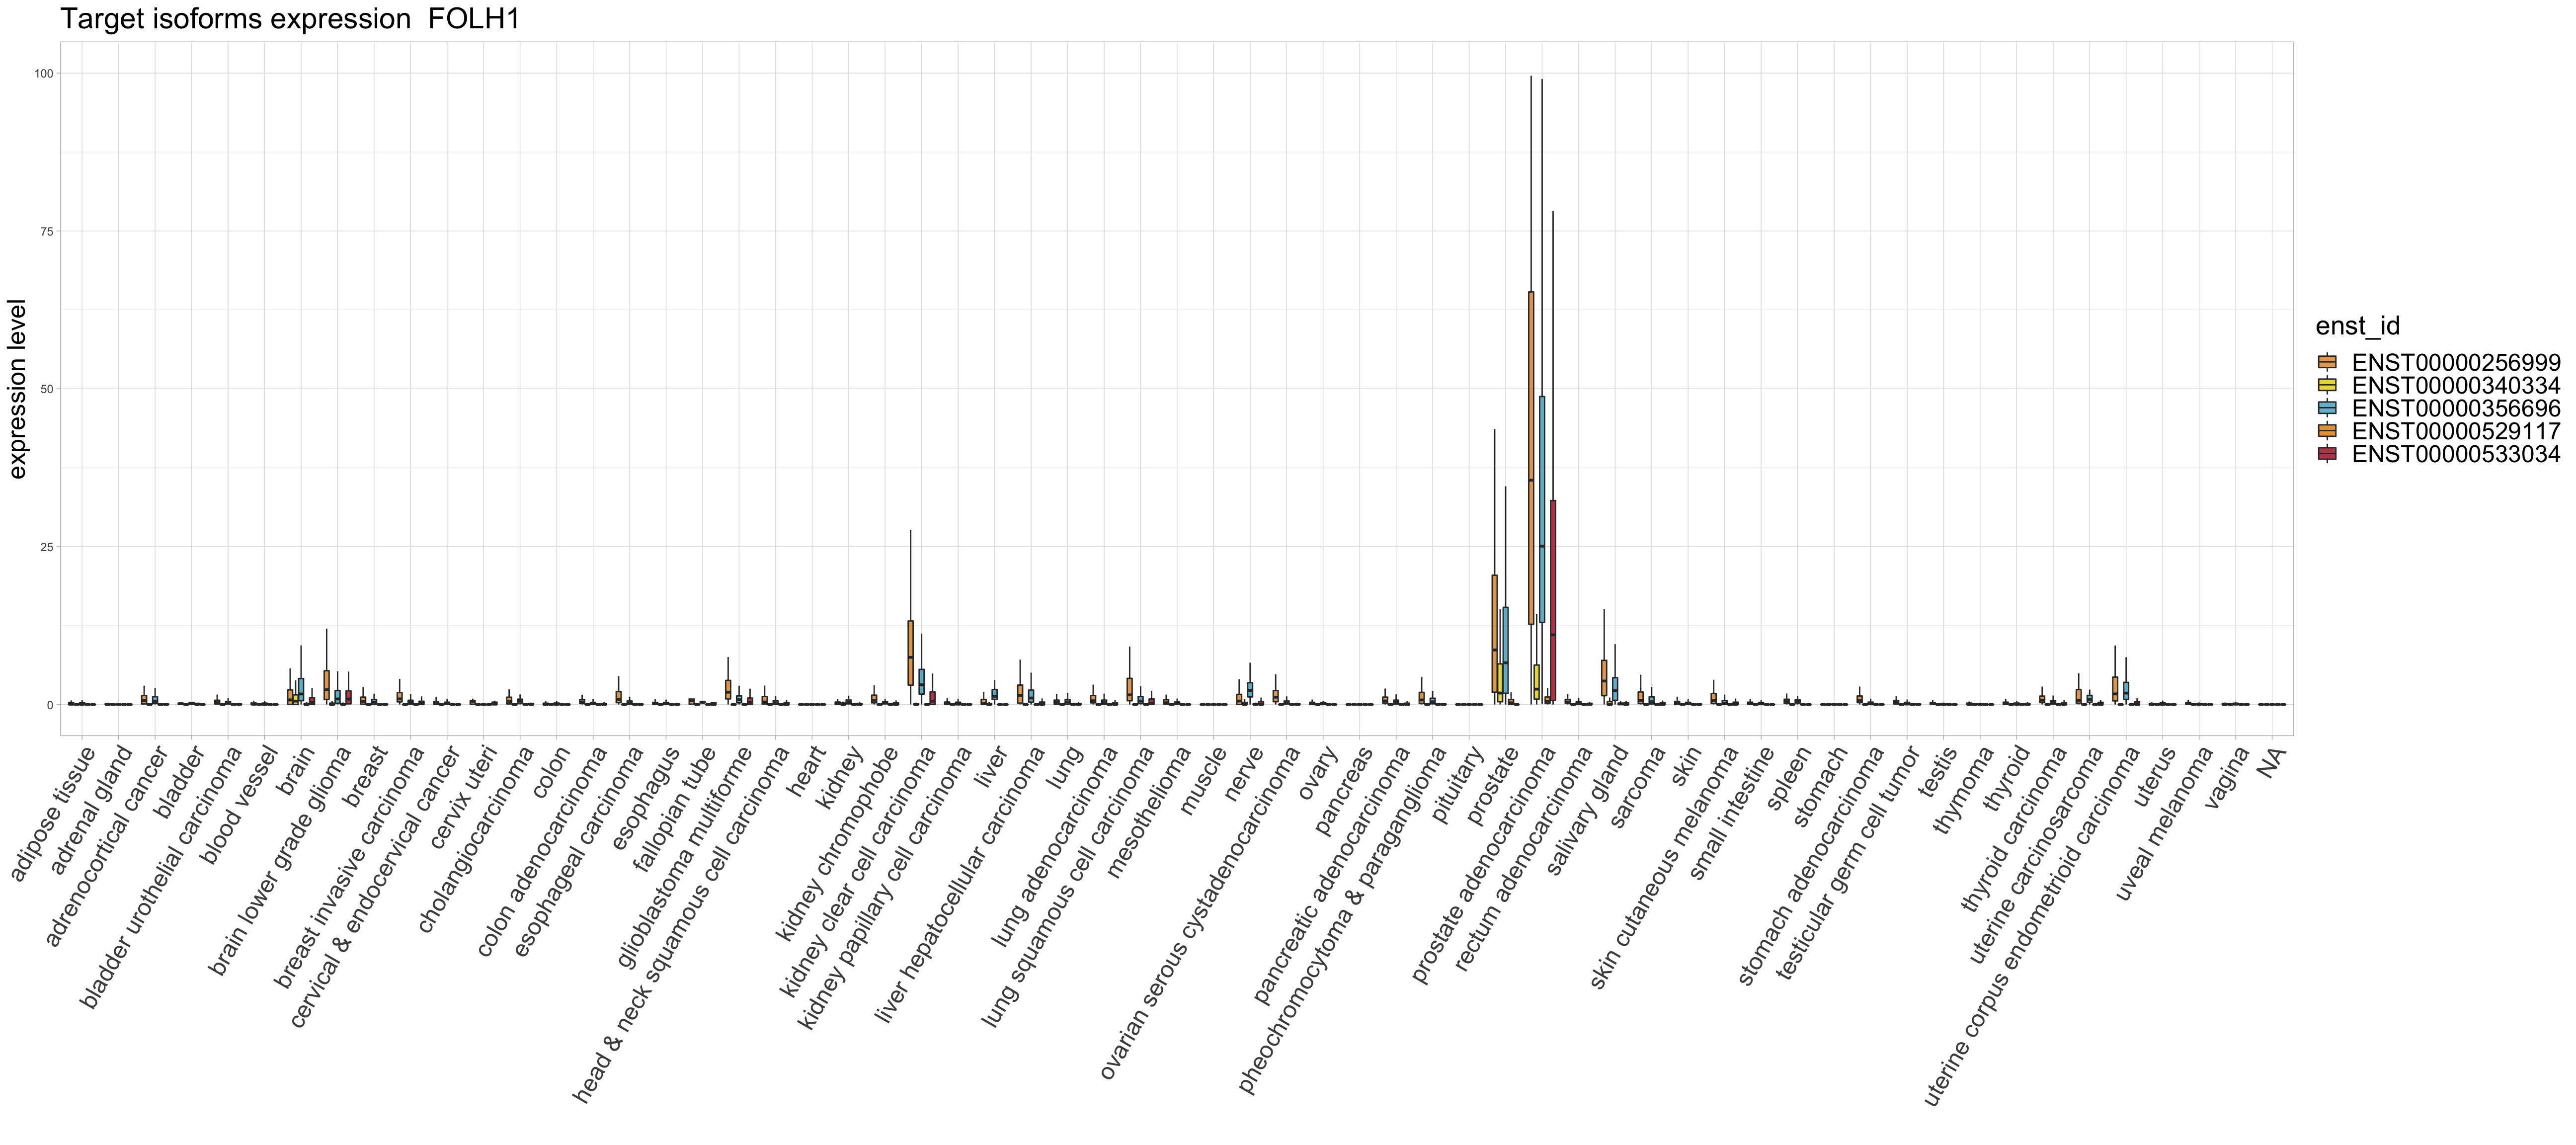 Target isoforms expression  FOLH1
expression level
100
75
50
25
0
adipose tissue
adrenal gland
adrenocortical cancer
bladder
bladder urothelial carcinoma
blood vessel
brain
brain lower grade glioma
breast
breast invasive carcinoma
cervical & endocervical cancer
cervix uteri
cholangiocarcinoma
colon
colon adenocarcinoma
esophageal carcinoma
esophagus
fallopian tube
glioblastoma multiforme
head & neck squamous cell carcinoma
heart
kidney
kidney chromophobe
kidney clear cell carcinoma
kidney papillary cell carcinoma
liver
liver hepatocellular carcinoma
lung
lung adenocarcinoma
lung squamous cell carcinoma
mesothelioma
muscle
nerve
ovarian serous cystadenocarcinoma
ovary
pancreas
pancreatic adenocarcinoma
pheochromocytoma & paraganglioma
pituitary
prostate
prostate adenocarcinoma
rectum adenocarcinoma
salivary gland
sarcoma
skin
skin cutaneous melanoma
small intestine
spleen
stomach
stomach adenocarcinoma
testicular germ cell tumor
testis
thymoma
thyroid
thyroid carcinoma
uterine carcinosarcoma
uterine corpus endometrioid carcinoma
uterus
uveal melanoma
vagina
NA
enst_id
ENST00000256999
ENST00000340334
ENST00000356696
ENST00000529117
ENST00000533034